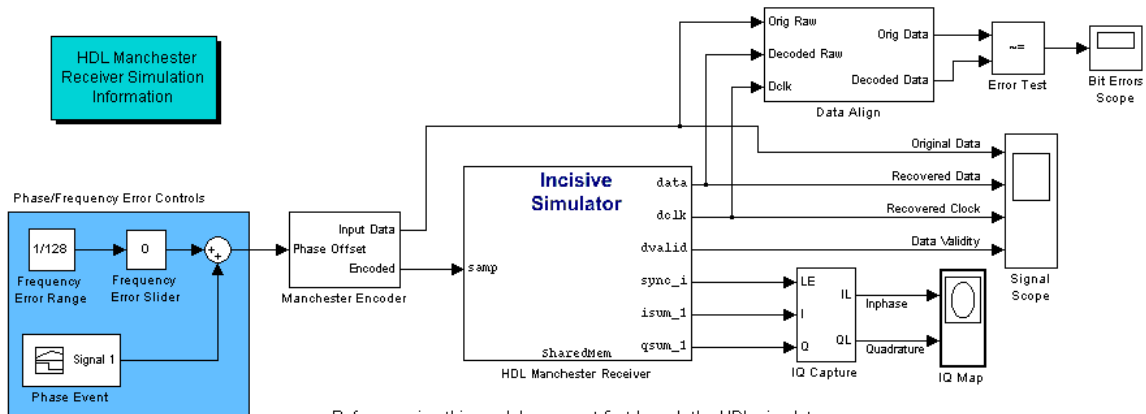 HDL Manchester
Receiver Simulation
Information
Orig Raw
Decoded Raw
Dclk
Orig Data
Decoded Data
Data Align
~=
Error Test
Bit Errors
Scope
Original Data
Recovered Data
Recovered Clock
Data Validity
Signal
Scope
Phase/Frequency Error Controls
1/128
Frequency
Error Range
0
Frequency
Error Slider
+
+
Signal 1
Phase Event
Input Data
Phase Offset
Encoded
Manchester Encoder
Incisive
Simulator
samp
data
dclk
dvalid
sync_i
isum_1
qsum_1
SharedMem
HDL Manchester Receiver
LE
I
Q
IL
QL
IQ Capture
Inphase
Quadrature
IQ Map